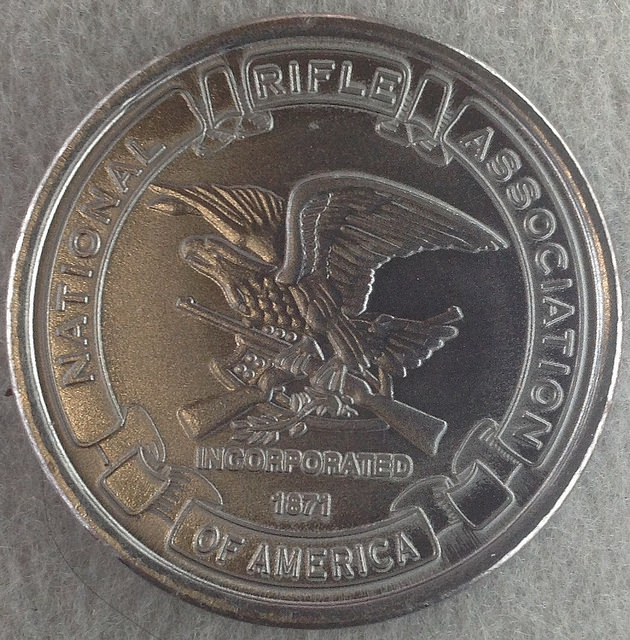 NATIONAL
RIFLE
ASSOCIATION
INCORPORATED
1871
OF AMERICA